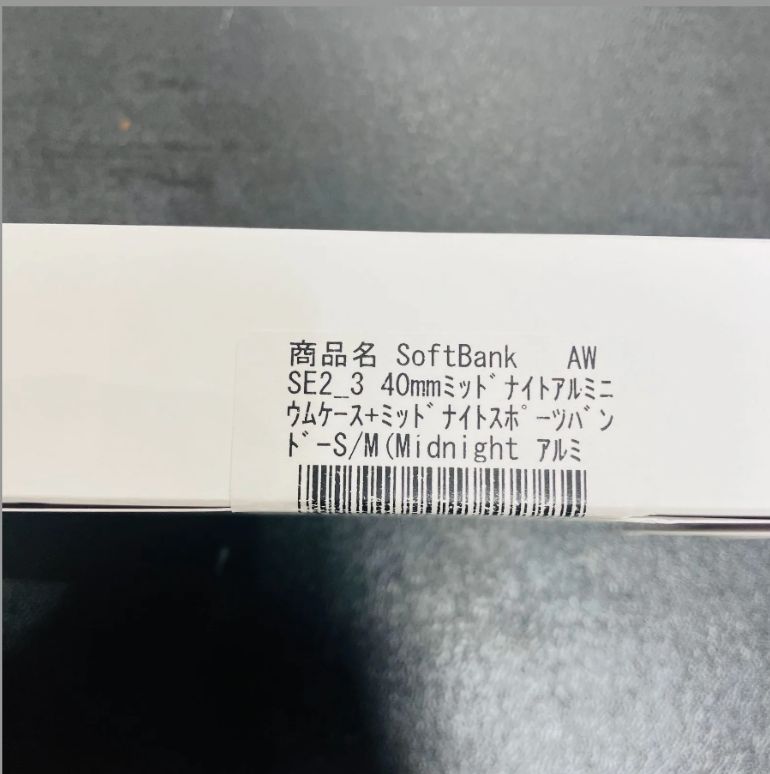 商品名 SoftBank　AW
SE2_3 40mmミッドナイトアルミニ
ウムケース+ミッドナイトスポーツバン
ドーS/M(Midnight アルミ